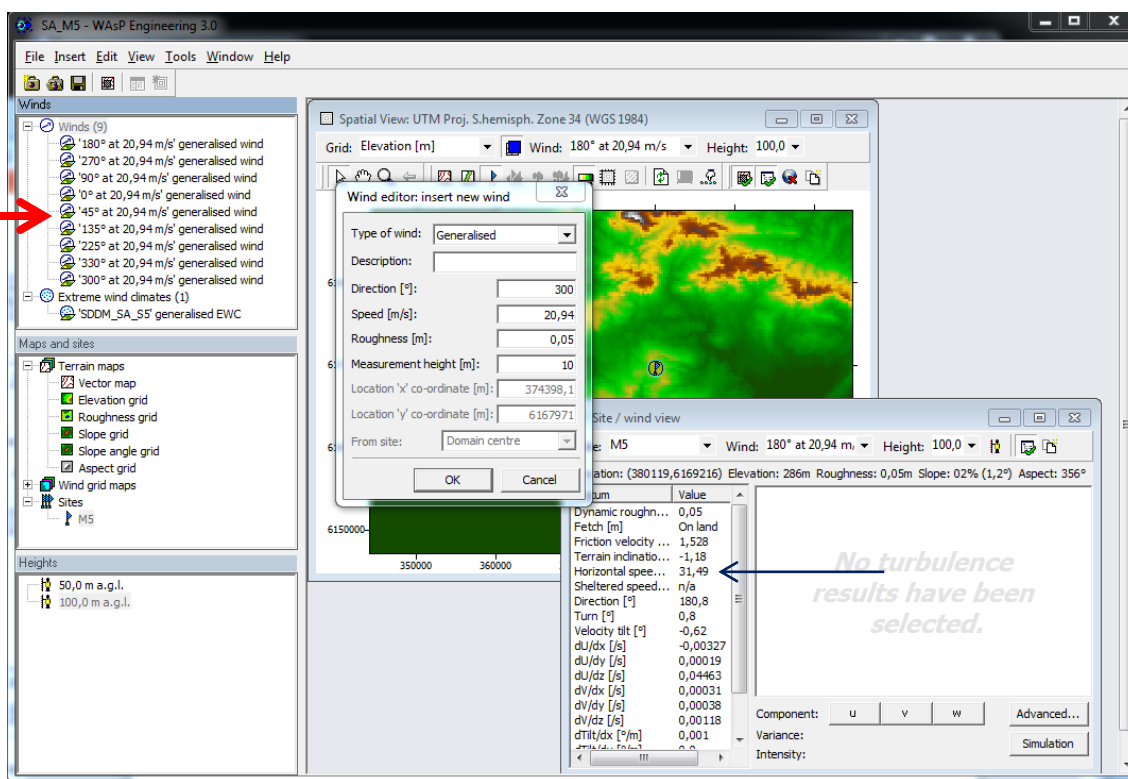 SA_M5 - WAsP Engineering 3.0
File Insert Edit View Tools Window Help
Winds
Winds (9)
'180° at 20,94 m/s' generalised wind
'270° at 20,94 m/s' generalised wind
'90° at 20,94 m/s' generalised wind
'0° at 20,94 m/s' generalised wind
'45° at 20,94 m/s' generalised wind
'135° at 20,94 m/s' generalised wind
'225° at 20,94 m/s' generalised wind
'330° at 20,94 m/s' generalised wind
'300° at 20,94 m/s' generalised wind
Extreme wind climates (1)
'SDDM_SA_S5' generalised EWC
Maps and sites
Terrain maps
Vector map
Elevation grid
Roughness grid
Slope grid
Slope angle grid
Aspect grid
Wind grid maps
Sites
M5
Heights
50,0 m a.g.l.
100,0 m a.g.l.
Spatial View: UTM Proj. S.hemisph. Zone 34 (WGS 1984)
Grid: Elevation [m] Wind: 180° at 20,94 m/s Height: 100,0
Wind editor: insert new wind
Type of wind: Generalised
Description:
Direction [°]: 300
Speed [m/s]: 20,94
Roughness [m]: 0,05
Measurement height [m]: 10
Location 'x' co-ordinate [m]: 374398,1
Location 'y' co-ordinate [m]: 6167971
From site: Domain centre
OK Cancel
6150000
350000 360000
Site / wind view
M5 Wind: 180° at 20,94 m, Height: 100,0
(380119,6169216) Elevation: 286m Roughness: 0,05m Slope: 02% (1,2°) Aspect: 356°
Value
Dynamic roughn... 0,05
Fetch [m] On land
Friction velocity ... 1,528
Terrain inclinatio... -1,18
Horizontal spee... 31,49
Sheltered speed... n/a
Direction [°] 180,8
Turn [°] 0,8
Velocity tilt [°] -0,62
dU/dx [/s] -0,00327
dU/dy [/s] 0,00019
dU/dz [/s] 0,04463
dV/dx [/s] 0,00031
dV/dy [/s] 0,00038
dV/dz [/s] 0,00118
dTilt/dx [°/m] 0,001
No turbulence
results have been
selected.
Component: u v w Advanced...
Variance:
Intensity:
Simulation